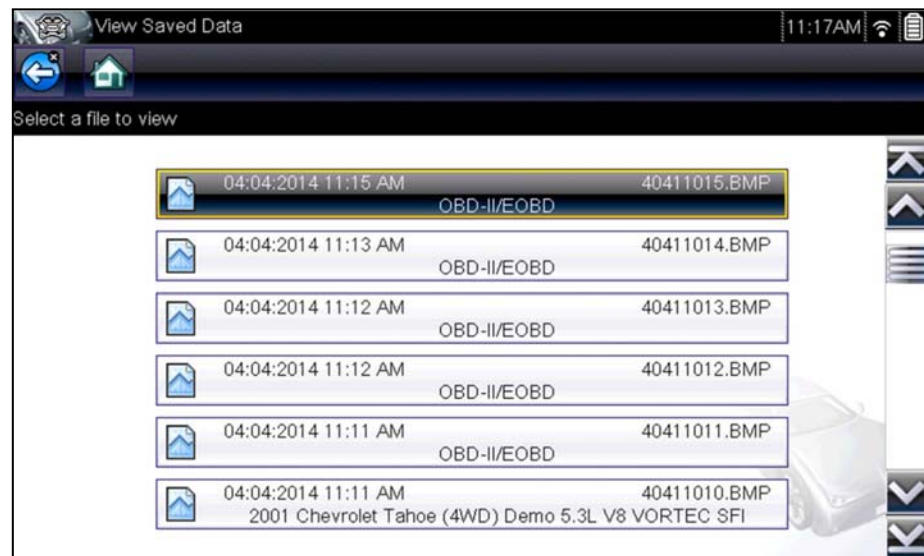 View Saved Data 11:17AM
Select a file to view
04:04:2014 11:15 AM 40411015.BMP
OBD-II/EOBD
04:04:2014 11:13 AM 40411014.BMP
OBD-II/EOBD
04:04:2014 11:12 AM 40411013.BMP
OBD-II/EOBD
04:04:2014 11:12 AM 40411012.BMP
OBD-II/EOBD
04:04:2014 11:11 AM 40411011.BMP
OBD-II/EOBD
04:04:2014 11:11 AM 40411010.BMP
2001 Chevrolet Tahoe (4WD) Demo 5.3L V8 VORTEC SFI